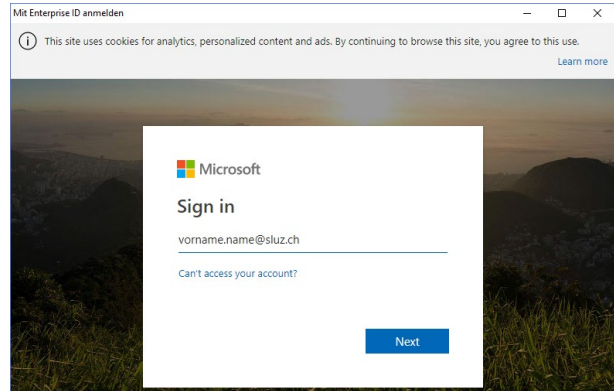 Mit Enterprise ID anmelden
This site uses cookies for analytics, personalized content and ads. By continuing to browse this site, you agree to this use.
Learn more
Microsoft
Sign in
vorname.name@sluz.ch
Can't access your account?
Next